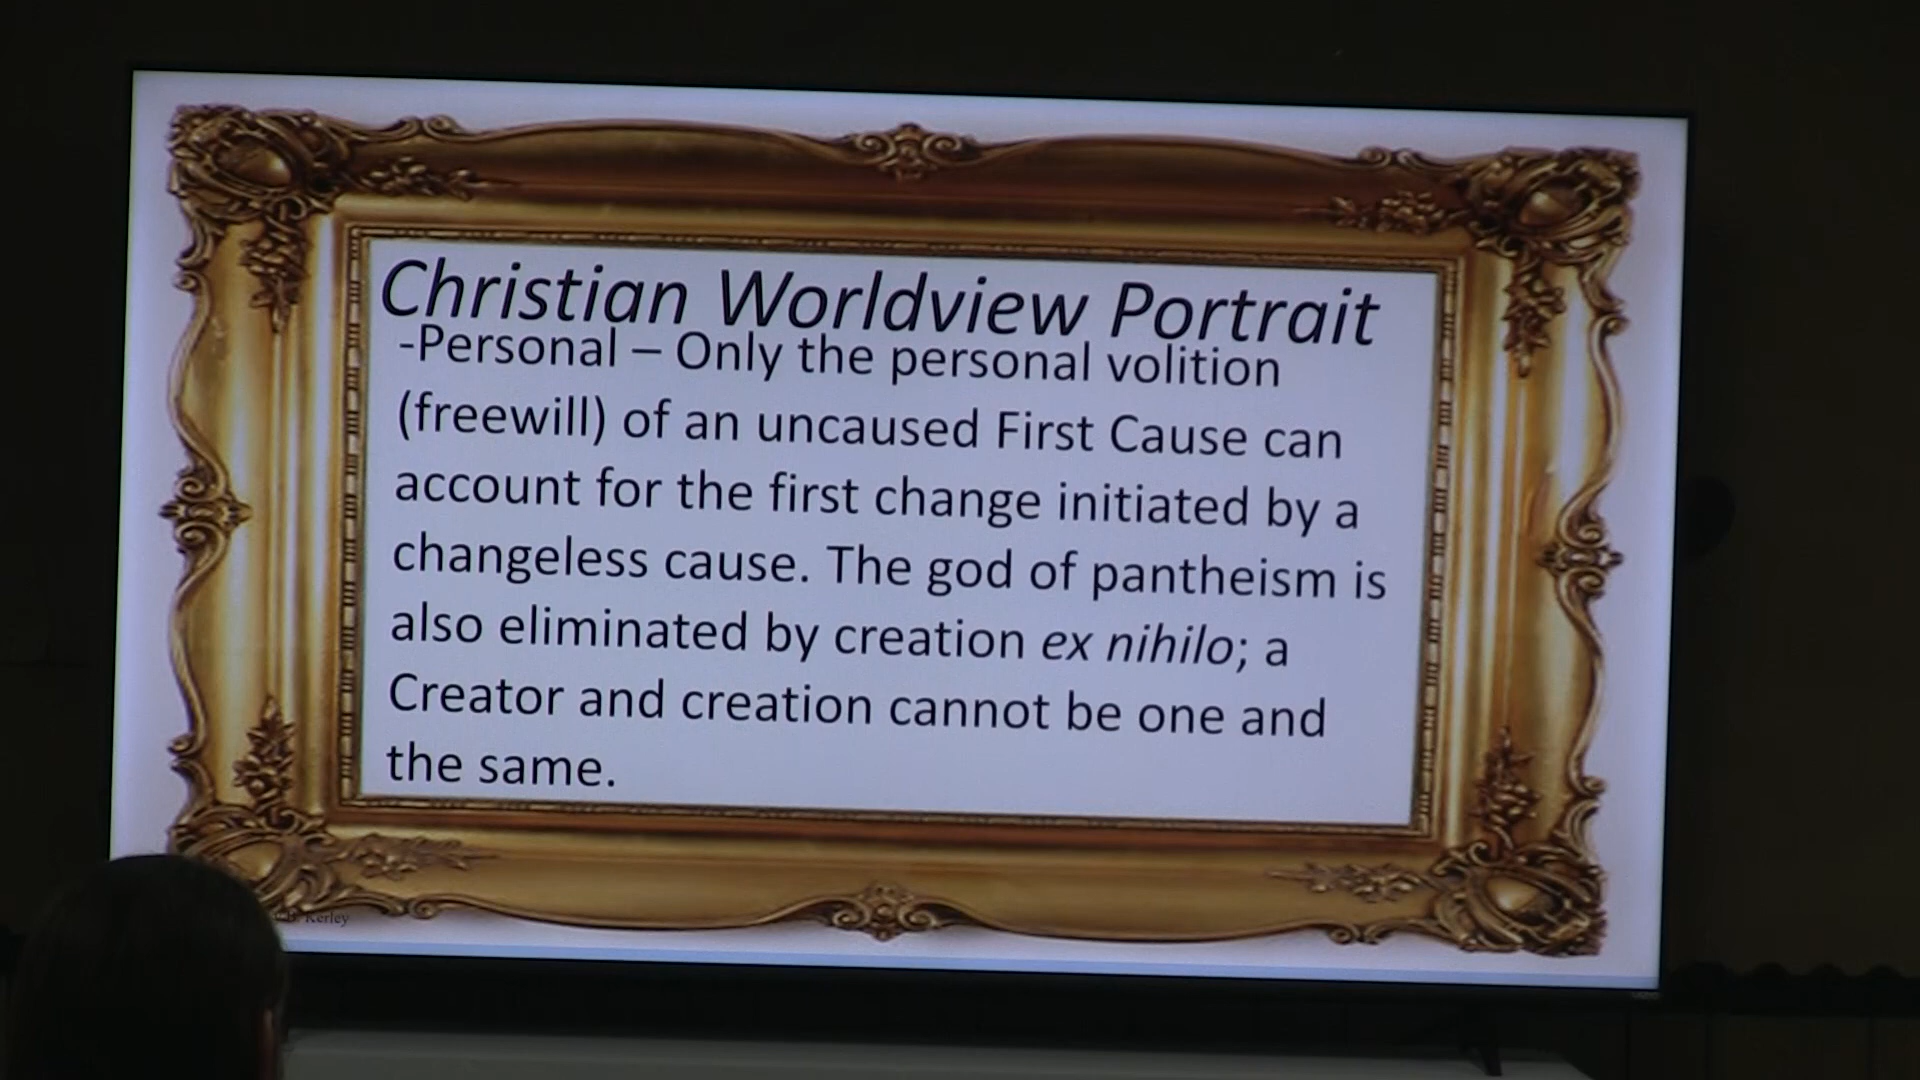 Christian Worldview Portrait
-Personal – Only the personal volition
(freewill) of an uncaused First Cause can
account for the first change initiated by a
changeless cause. The god of pantheism is
also eliminated by creation ex nihilo; a
Creator and creation cannot be one and
the same.
Kerley